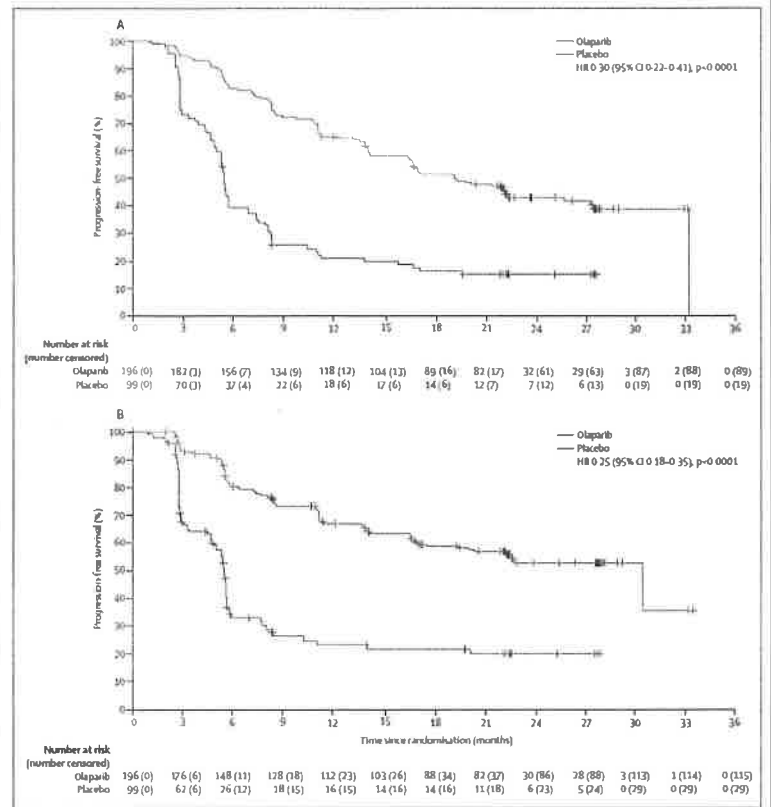 A
Olaparib
Placebo
HR 0·30 (95% CI 0·22–0·41), p<0·0001
Progression-free survival (%)
100
90
80
70
60
50
40
30
20
10
0
0 3 6 9 12 15 18 21 24 27 30 33 36
Number at risk
(number censored)
Olaparib 196 (0) 182 (3) 156 (7) 134 (9) 118 (12) 104 (13) 89 (16) 82 (17) 32 (61) 29 (63) 3 (87) 2 (88) 0 (89)
Placebo 99 (0) 70 (3) 37 (4) 22 (6) 18 (6) 17 (6) 14 (6) 12 (7) 7 (12) 6 (13) 0 (19) 0 (19) 0 (19)
B
Olaparib
Placebo
HR 0·25 (95% CI 0·18–0·35), p<0·0001
Progression-free survival (%)
100
90
80
70
60
50
40
30
20
10
0
0 3 6 9 12 15 18 21 24 27 30 33 36
Time since randomisation (months)
Number at risk
(number censored)
Olaparib 196 (0) 176 (6) 148 (11) 128 (18) 112 (23) 103 (26) 88 (34) 82 (37) 30 (86) 28 (88) 3 (113) 1 (114) 0 (115)
Placebo 99 (0) 62 (6) 26 (12) 18 (15) 16 (15) 14 (16) 14 (16) 11 (18) 6 (23) 5 (24) 0 (29) 0 (29) 0 (29)